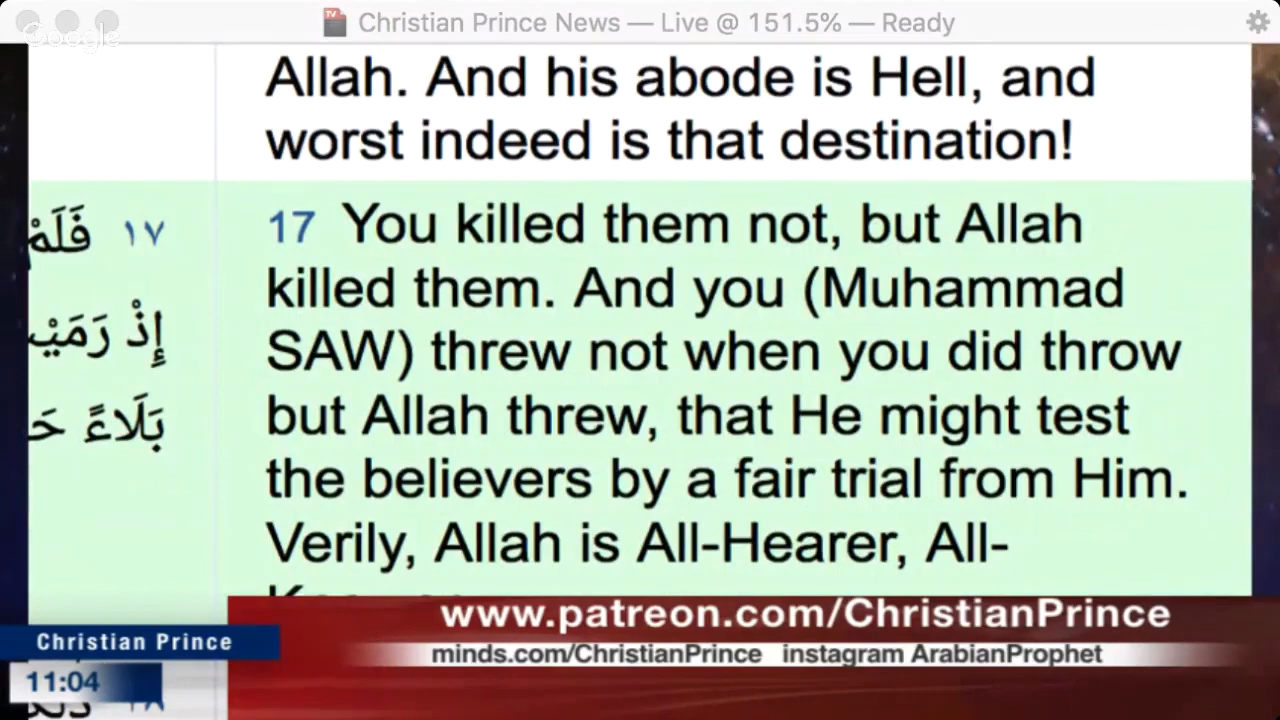 Christian Prince News — Live @ 151.5% — Ready
Google
Allah. And his abode is Hell, and
worst indeed is that destination!
١٧ فَلَمْ
إِذْ رَمَيْ
بَلَاءً حَ
17 You killed them not, but Allah
killed them. And you (Muhammad
SAW) threw not when you did throw
but Allah threw, that He might test
the believers by a fair trial from Him.
Verily, Allah is All-Hearer, All-
www.patreon.com/ChristianPrince
minds.com/ChristianPrince instagram ArabianProphet
Christian Prince
11:04